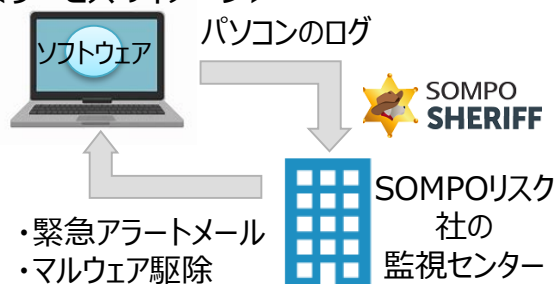 ソフトウェア
パソコンのログ
SOMPO
SHERIFF
SOMPOリスク
社の
監視センター
・緊急アラートメール
・マルウェア駆除